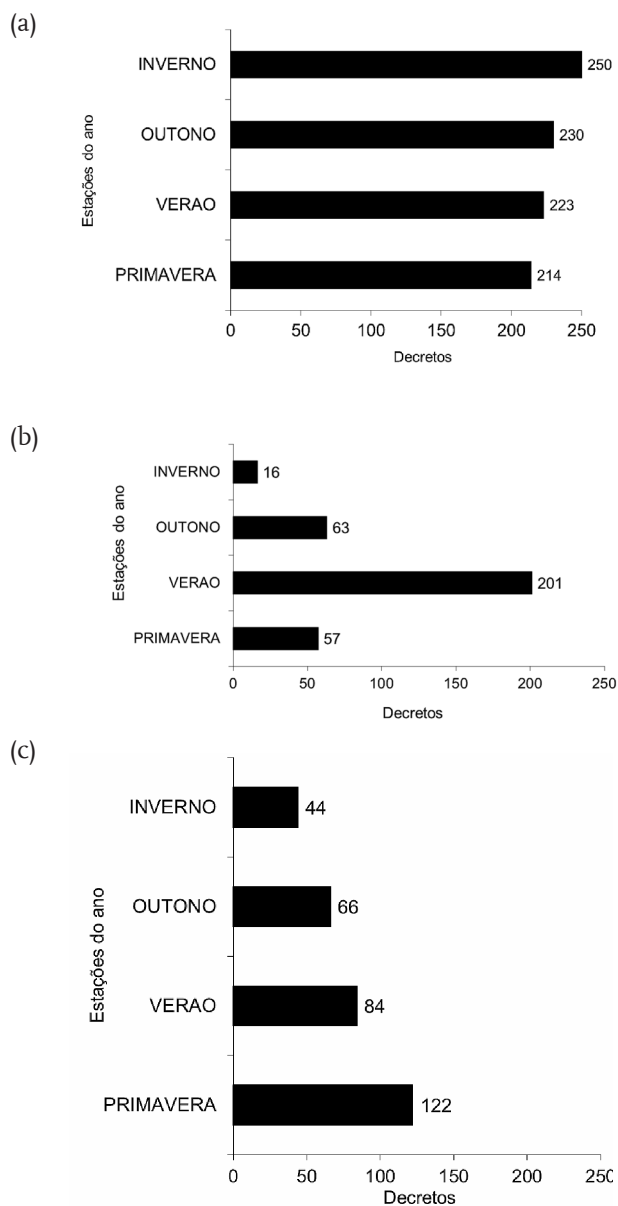 (a)
Estações do ano
INVERNO 250
OUTONO 230
VERAO 223
PRIMAVERA 214
0 50 100 150 200 250
Decretos
(b)
Estações do ano
INVERNO 16
OUTONO 63
VERAO 201
PRIMAVERA 57
0 50 100 150 200 250
Decretos
(c)
Estações do ano
INVERNO 44
OUTONO 66
VERAO 84
PRIMAVERA 122
0 50 100 150 200 250
Decretos